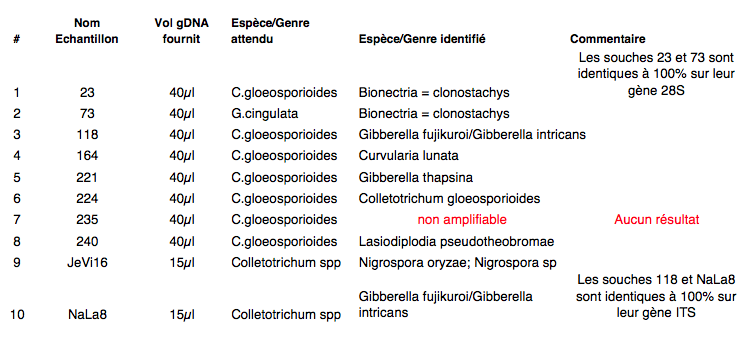 # Nom Echantillon Vol gDNA fournit Espèce/Genre attendu Espèce/Genre identifié Commentaire
Les souches 23 et 73 sont identiques à 100% sur leur gène 28S
1 23 40µl C.gloeosporioides Bionectria = clonostachys
2 73 40µl G.cingulata Bionectria = clonostachys
3 118 40µl C.gloeosporioides Gibberella fujikuroi/Gibberella intricans
4 164 40µl C.gloeosporioides Curvularia lunata
5 221 40µl C.gloeosporioides Gibberella thapsina
6 224 40µl C.gloeosporioides Colletotrichum gloeosporioides
7 235 40µl C.gloeosporioides non amplifiable Aucun résultat
8 240 40µl C.gloeosporioides Lasiodiplodia pseudotheobromae
9 JeVi16 15µl Colletotrichum spp Nigrospora oryzae; Nigrospora sp
10 NaLa8 15µl Colletotrichum spp Gibberella fujikuroi/Gibberella intricans Les souches 118 et NaLa8 sont identiques à 100% sur leur gène ITS